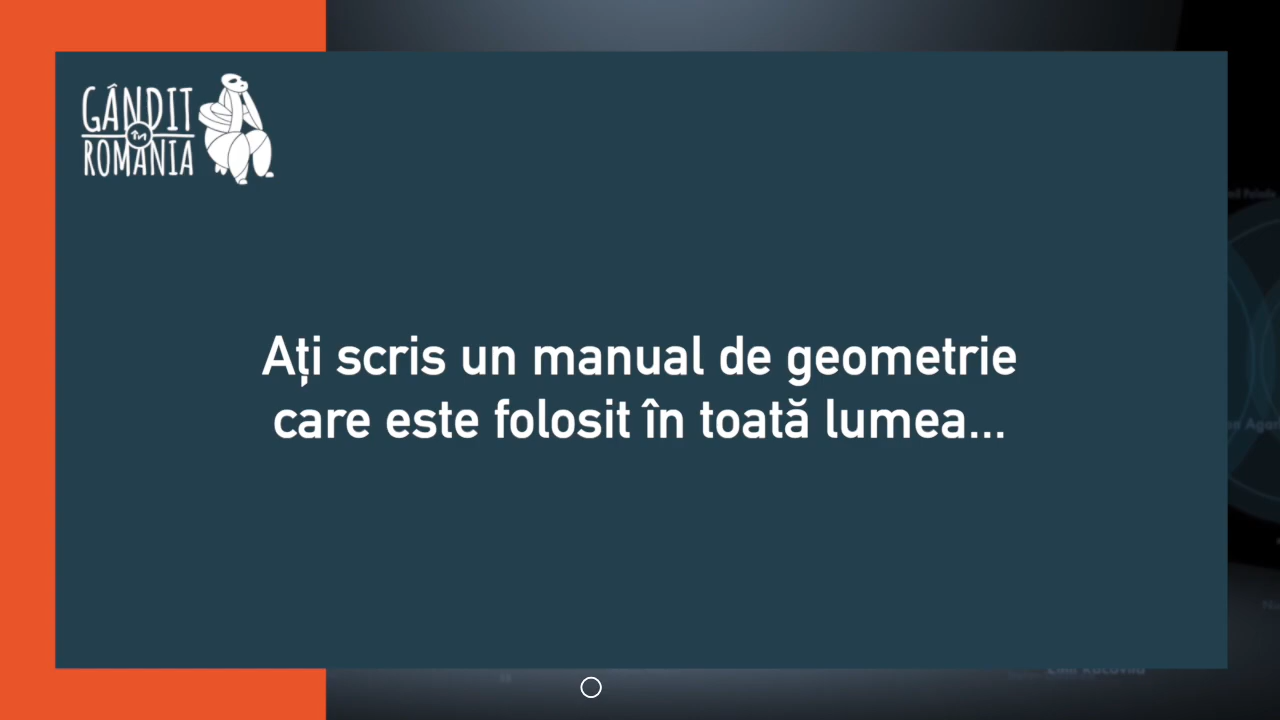 GÂNDIT
în
ROMÂNIA
Ați scris un manual de geometrie
care este folosit în toată lumea...